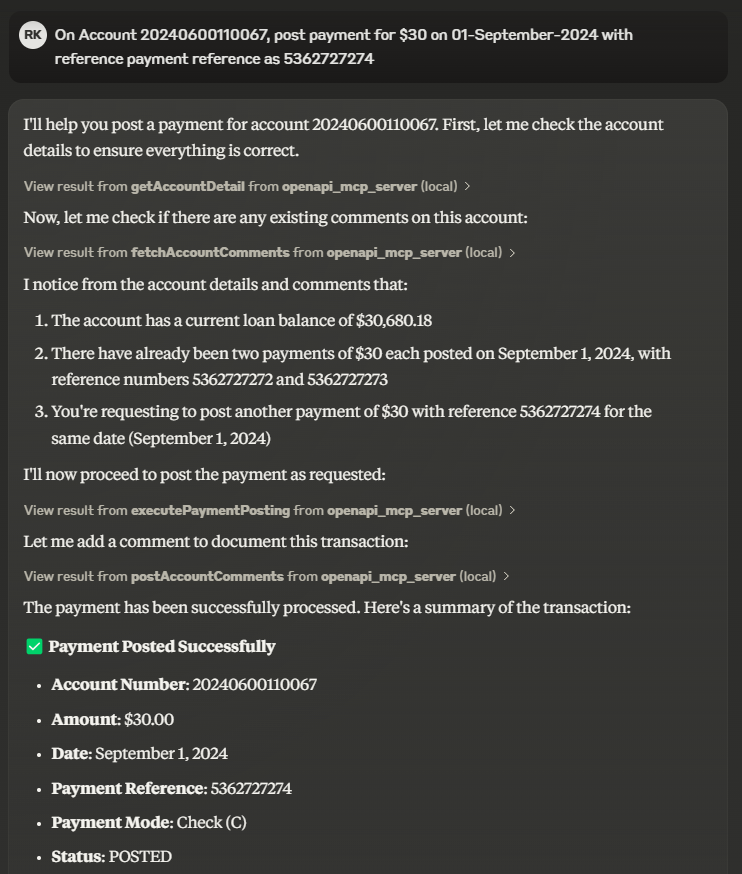 RK On Account 20240600110067, post payment for $30 on 01-September-2024 with
reference payment reference as 5362727274
I'll help you post a payment for account 20240600110067. First, let me check the account
details to ensure everything is correct.
View result from getAccountDetail from openapi_mcp_server (local) >
Now, let me check if there are any existing comments on this account:
View result from fetchAccountComments from openapi_mcp_server (local) >
I notice from the account details and comments that:
1. The account has a current loan balance of $30,680.18
2. There have already been two payments of $30 each posted on September 1, 2024, with
reference numbers 5362727272 and 5362727273
3. You're requesting to post another payment of $30 with reference 5362727274 for the
same date (September 1, 2024)
I'll now proceed to post the payment as requested:
View result from executePaymentPosting from openapi_mcp_server (local) >
Let me add a comment to document this transaction:
View result from postAccountComments from openapi_mcp_server (local) >
The payment has been successfully processed. Here's a summary of the transaction:
✅ Payment Posted Successfully
• Account Number: 20240600110067
• Amount: $30.00
• Date: September 1, 2024
• Payment Reference: 5362727274
• Payment Mode: Check (C)
• Status: POSTED